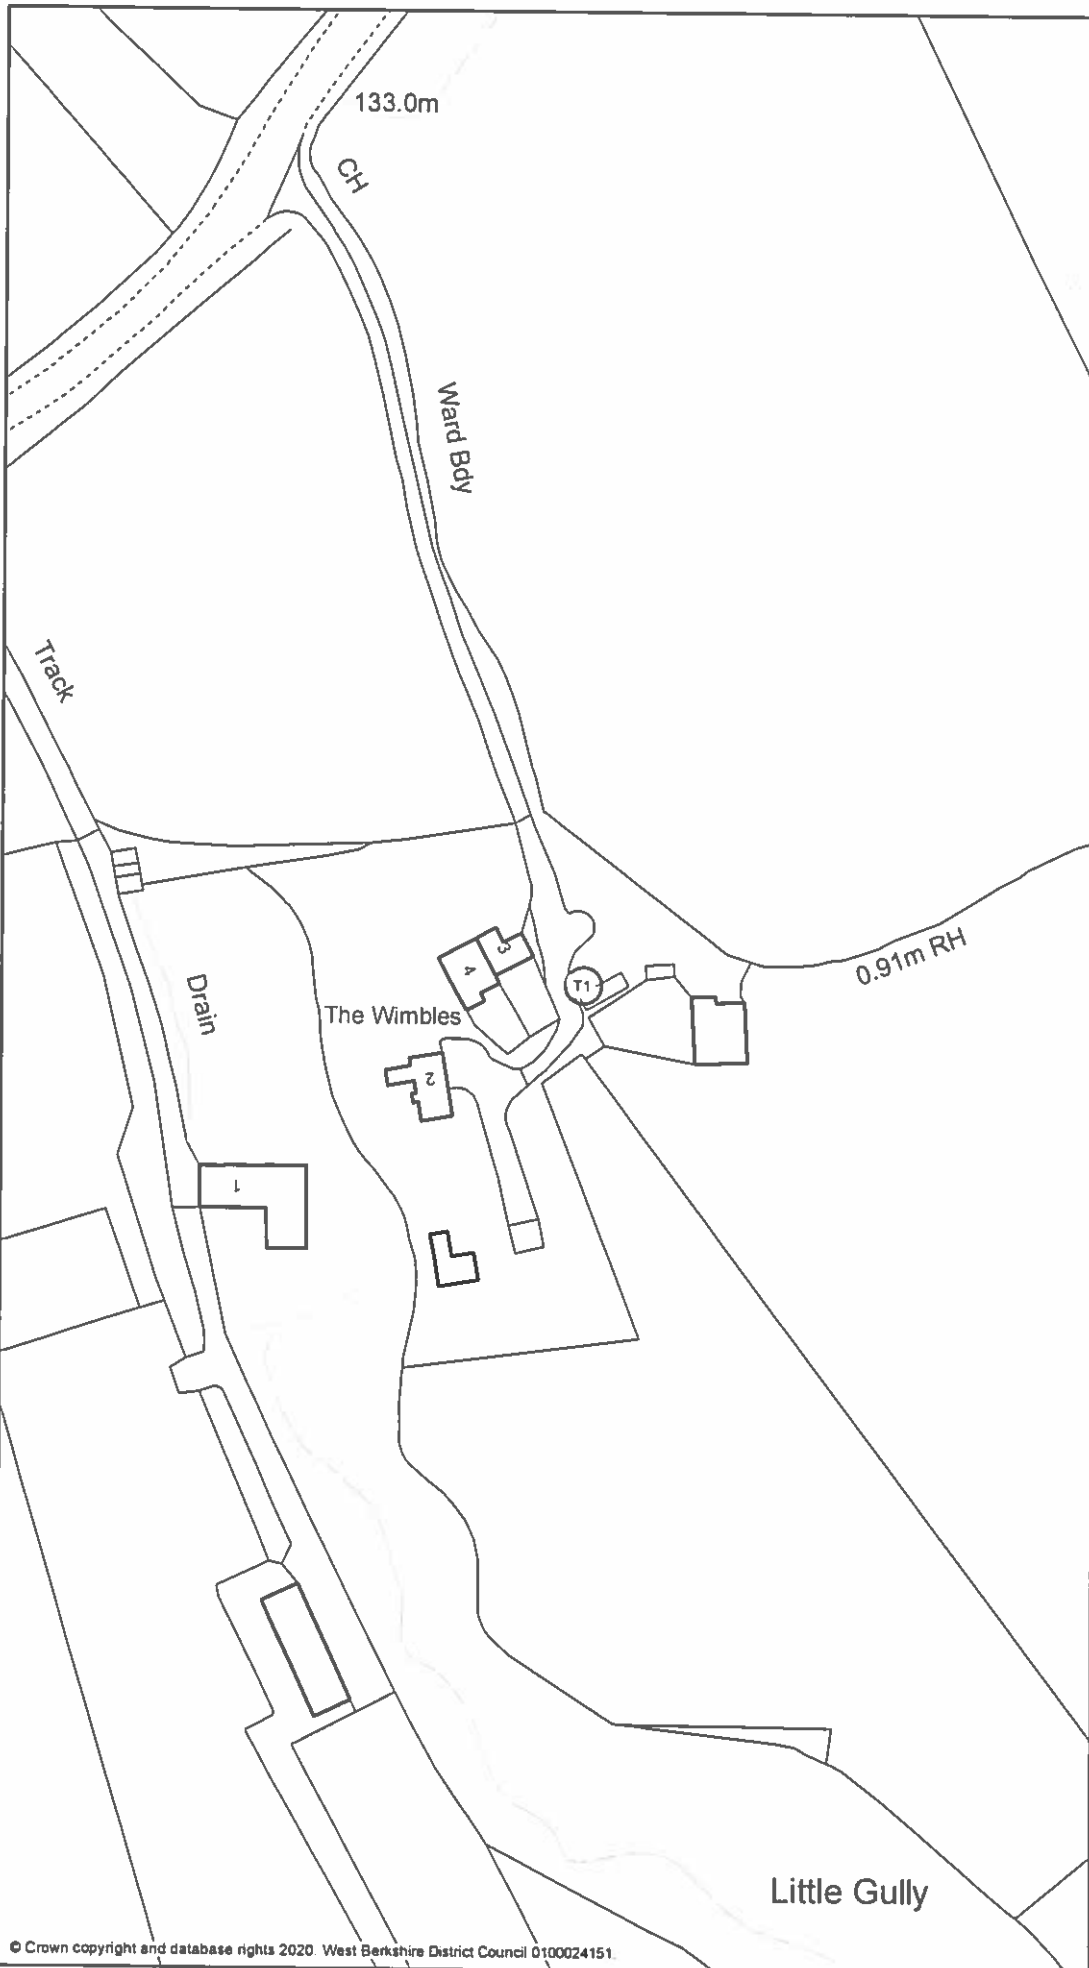 133.0m
CH
Ward Bdy
Track
0.91m RH
3
4
T1
Drain
The Wimbles
2
1
Little Gully
© Crown copyright and database rights 2020. West Berkshire District Council 0100024151.